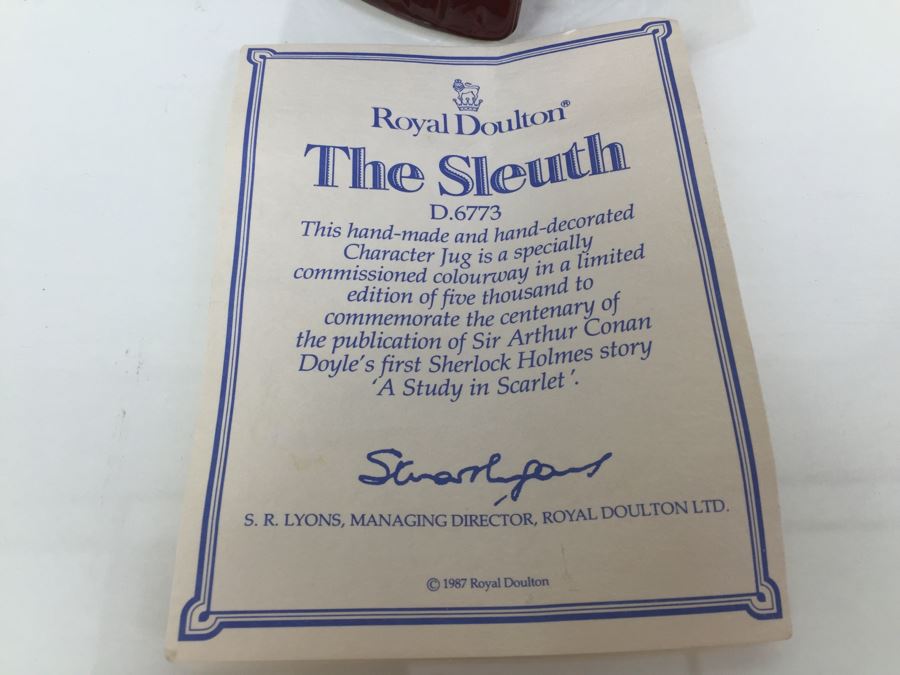 Royal Doulton®
The Sleuth
D.6773
This hand-made and hand-decorated
Character Jug is a specially
commissioned colourway in a limited
edition of five thousand to
commemorate the centenary of
the publication of Sir Arthur Conan
Doyle's first Sherlock Holmes story
'A Study in Scarlet'.
Stuart Lyons
S. R. LYONS, MANAGING DIRECTOR, ROYAL DOULTON LTD.
© 1987 Royal Doulton